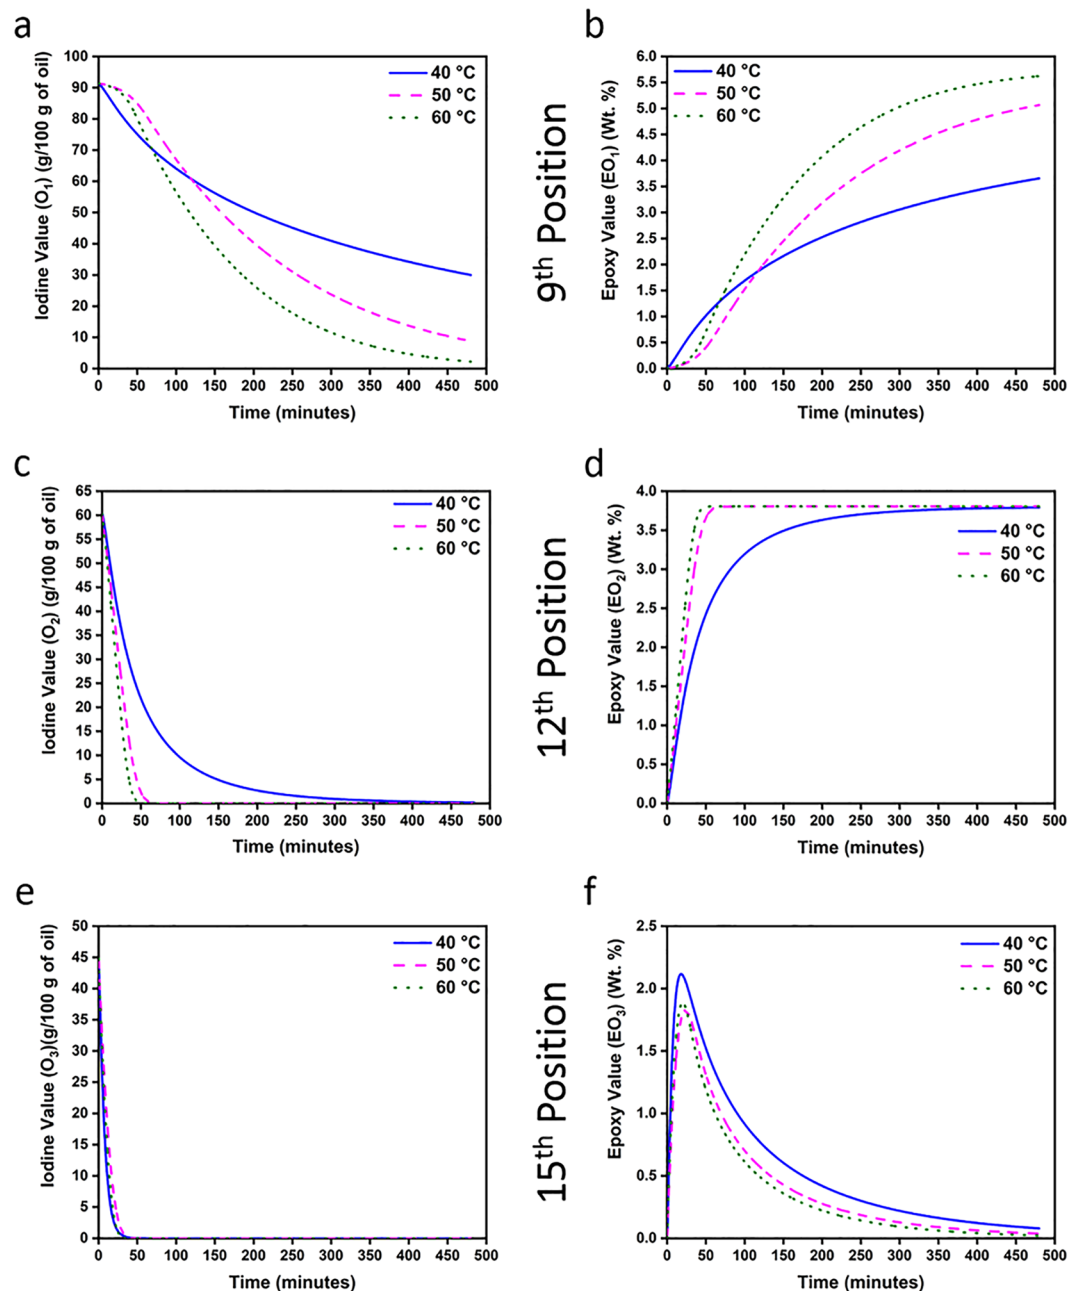 a
100
90
80
70
60
50
40
30
20
10
0
Iodine Value (O₁) (g/100 g of oil)
40 °C
50 °C
60 °C
0 50 100 150 200 250 300 350 400 450 500
Time (minutes)
9th Position
b
6.0
5.5
5.0
4.5
4.0
3.5
3.0
2.5
2.0
1.5
1.0
0.5
0.0
Epoxy Value (EO₁) (Wt. %)
40 °C
50 °C
60 °C
0 50 100 150 200 250 300 350 400 450 500
Time (minutes)
c
65
60
55
50
45
40
35
30
25
20
15
10
5
0
Iodine Value (O₂) (g/100 g of oil)
40 °C
50 °C
60 °C
0 50 100 150 200 250 300 350 400 450 500
Time (minutes)
12th Position
d
4.0
3.5
3.0
2.5
2.0
1.5
1.0
0.5
0.0
Epoxy Value (EO₂) (Wt. %)
40 °C
50 °C
60 °C
0 50 100 150 200 250 300 350 400 450 500
Time (minutes)
e
50
45
40
35
30
25
20
15
10
5
0
Iodine Value (O₃)(g/100 g of oil)
40 °C
50 °C
60 °C
0 50 100 150 200 250 300 350 400 450 500
Time (minutes)
15th Position
f
2.5
2.0
1.5
1.0
0.5
0.0
Epoxy Value (EO₃) (Wt. %)
40 °C
50 °C
60 °C
0 50 100 150 200 250 300 350 400 450 500
Time (minutes)